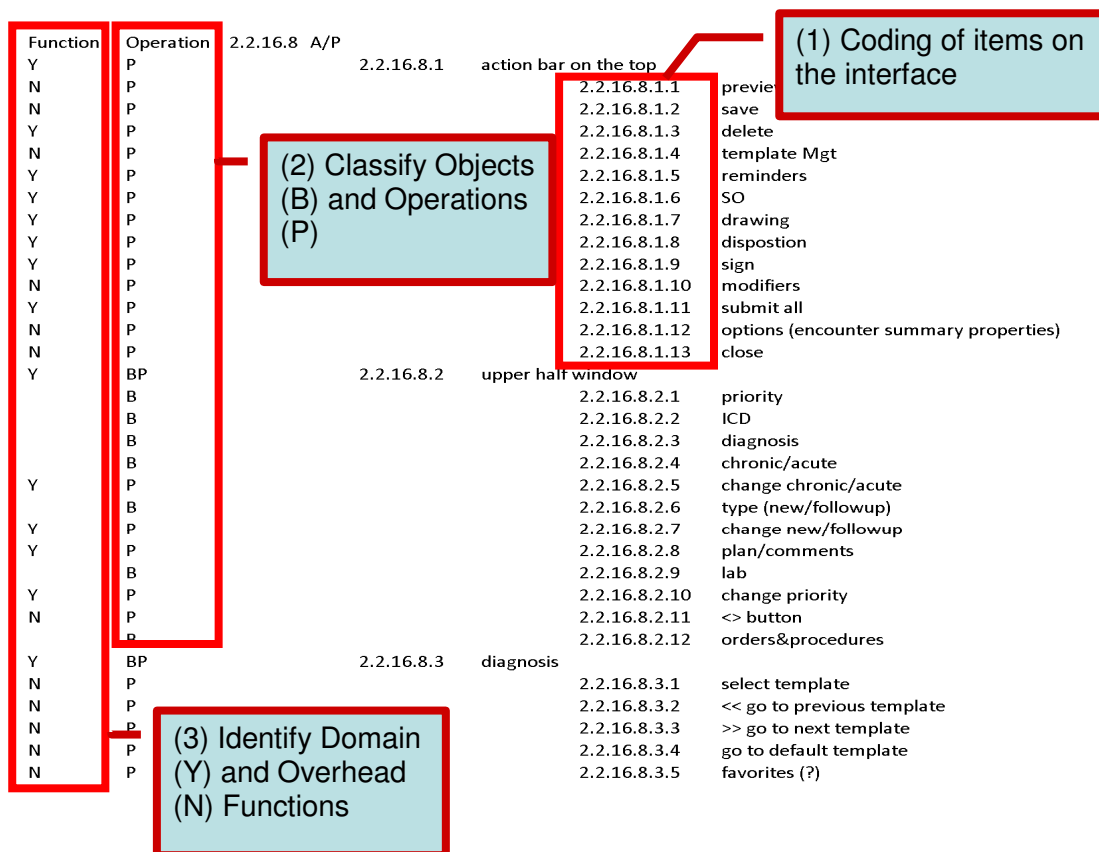 Function Operation 2.2.16.8 A/P
Y P 2.2.16.8.1 action bar on the top
N P 2.2.16.8.1.1 preview
N P 2.2.16.8.1.2 save
Y P 2.2.16.8.1.3 delete
N P 2.2.16.8.1.4 template Mgt
Y P 2.2.16.8.1.5 reminders
Y P 2.2.16.8.1.6 SO
Y P 2.2.16.8.1.7 drawing
Y P 2.2.16.8.1.8 dispostion
Y P 2.2.16.8.1.9 sign
N P 2.2.16.8.1.10 modifiers
Y P 2.2.16.8.1.11 submit all
N P 2.2.16.8.1.12 options (encounter summary properties)
N P 2.2.16.8.1.13 close
Y BP 2.2.16.8.2 upper half window
B 2.2.16.8.2.1 priority
B 2.2.16.8.2.2 ICD
B 2.2.16.8.2.3 diagnosis
B 2.2.16.8.2.4 chronic/acute
Y P 2.2.16.8.2.5 change chronic/acute
B 2.2.16.8.2.6 type (new/followup)
Y P 2.2.16.8.2.7 change new/followup
Y P 2.2.16.8.2.8 plan/comments
B 2.2.16.8.2.9 lab
Y P 2.2.16.8.2.10 change priority
N P 2.2.16.8.2.11 <> button
B 2.2.16.8.2.12 orders&procedures
Y BP 2.2.16.8.3 diagnosis
N P 2.2.16.8.3.1 select template
N P 2.2.16.8.3.2 << go to previous template
N P 2.2.16.8.3.3 >> go to next template
N P 2.2.16.8.3.4 go to default template
N P 2.2.16.8.3.5 favorites (?)
(1) Coding of items on
the interface
(2) Classify Objects
(B) and Operations
(P)
(3) Identify Domain
(Y) and Overhead
(N) Functions